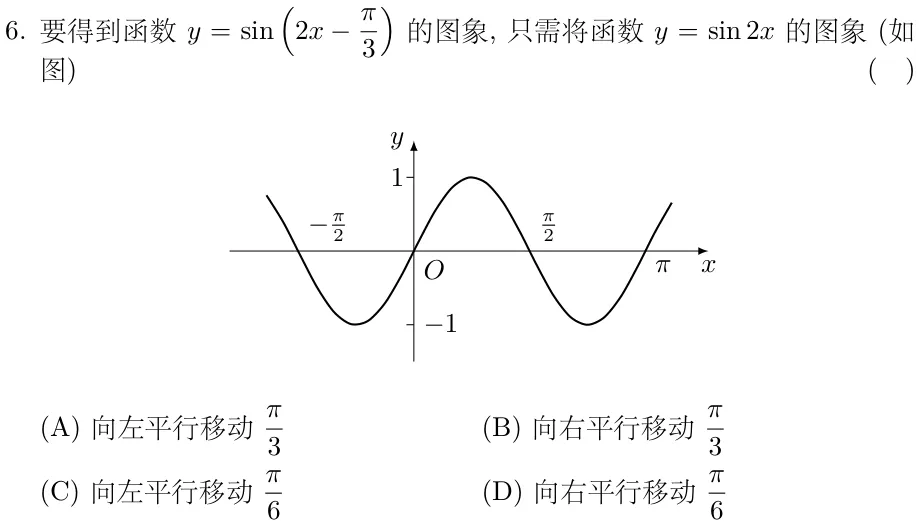 6. 要得到函数 y = sin(2x − π/3) 的图象, 只需将函数 y = sin 2x 的图象 (如
图) ( )
y
1
−π/2
π/2
O
π
x
−1
(A) 向左平行移动 π/3
(B) 向右平行移动 π/3
(C) 向左平行移动 π/6
(D) 向右平行移动 π/6